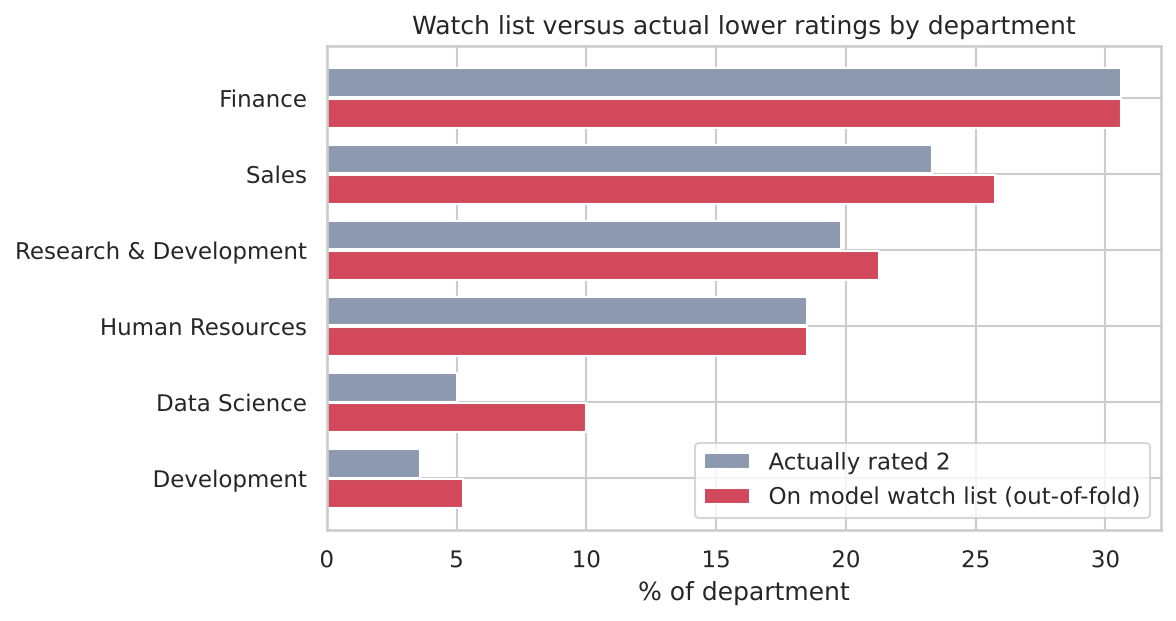 Watch list versus actual lower ratings by department
Finance
Sales
Research & Development
Human Resources
Data Science
Development
Actually rated 2
On model watch list (out-of-fold)
0 5 10 15 20 25 30
% of department